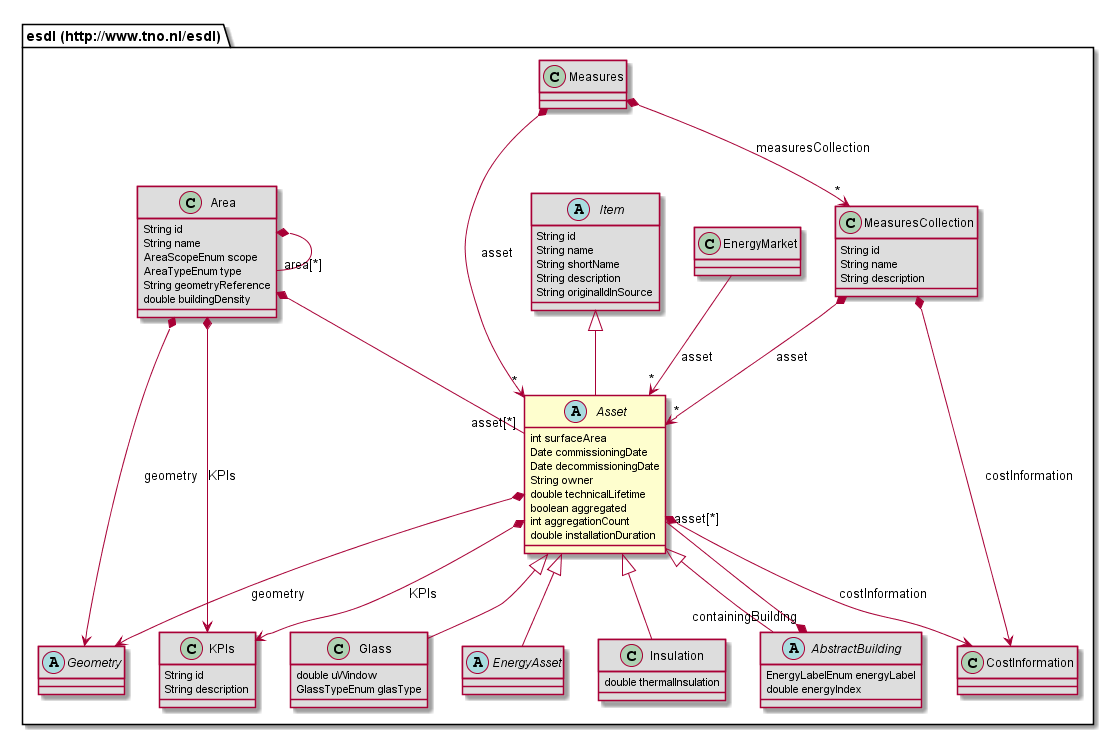 esdl (http://www.tno.nl/esdl)
C Measures
measuresCollection
*
C Area
String id
String name
AreaScopeEnum scope
AreaTypeEnum type
String geometryReference
double buildingDensity
area[*]
asset
A Item
String id
String name
String shortName
String description
String originalIdInSource
C EnergyMarket
C MeasuresCollection
String id
String name
String description
asset
asset
*
*
*
asset[*]
A Asset
int surfaceArea
Date commissioningDate
Date decommissioningDate
String owner
double technicalLifetime
boolean aggregated
int aggregationCount
double installationDuration
geometry
KPIs
costInformation
asset[*]
geometry
KPIs
costInformation
containingBuilding
A Geometry
C KPIs
String id
String description
C Glass
double uWindow
GlassTypeEnum glasType
A EnergyAsset
C Insulation
double thermalInsulation
A AbstractBuilding
EnergyLabelEnum energyLabel
double energyIndex
C CostInformation